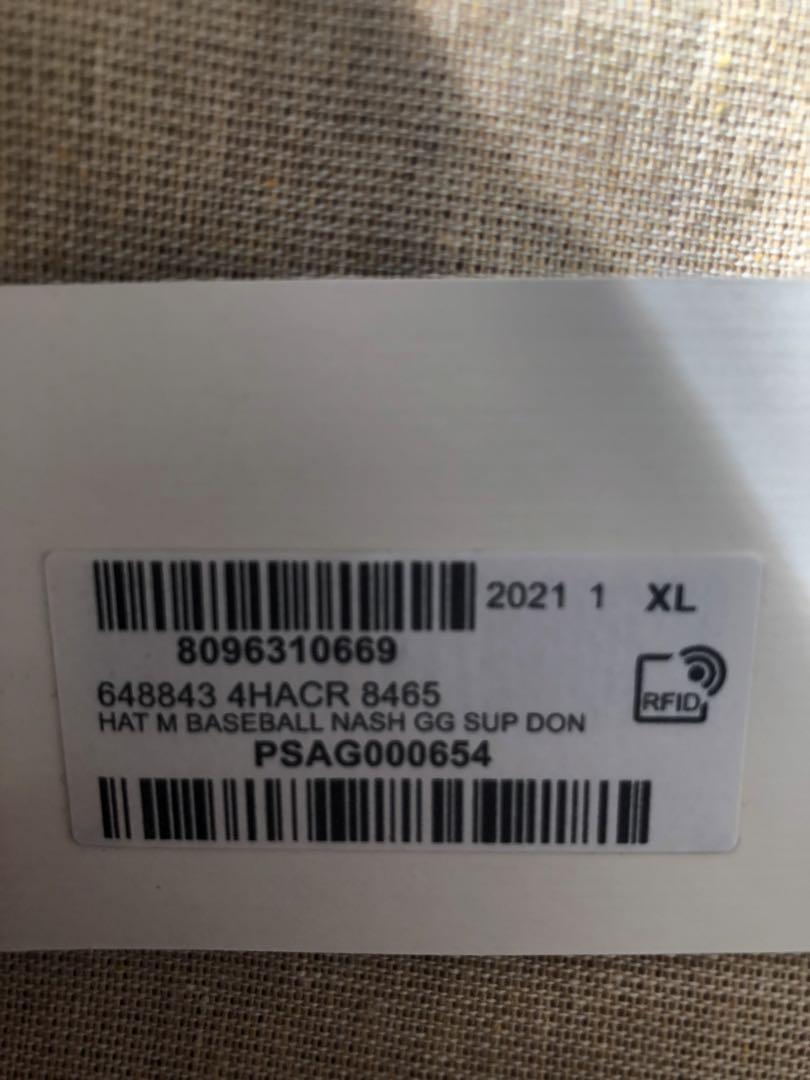 2021 1 XL
8096310669
648843 4HACR 8465
RFID
HAT M BASEBALL NASH GG SUP DON
PSAG000654